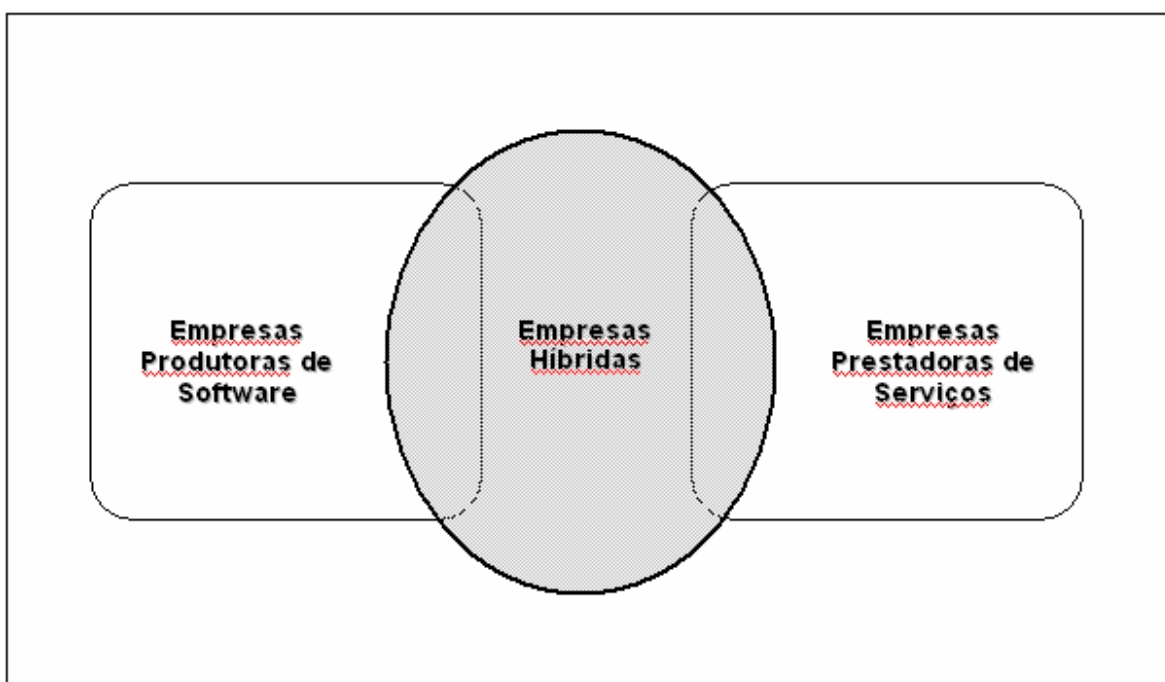 Empresas
Produtoras de
Software
Empresas
Híbridas
Empresas
Prestadoras de
Serviços